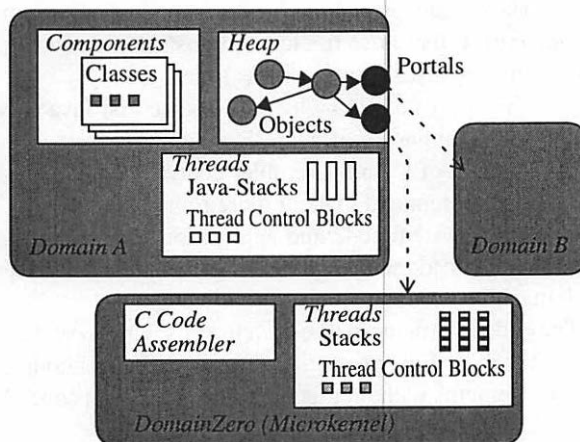 Components
Classes
Heap
Objects
Portals
Threads
Java-Stacks
Thread Control Blocks
Domain A
Domain B
C Code
Assembler
Threads
Stacks
Thread Control Blocks
DomainZero (Microkernel)